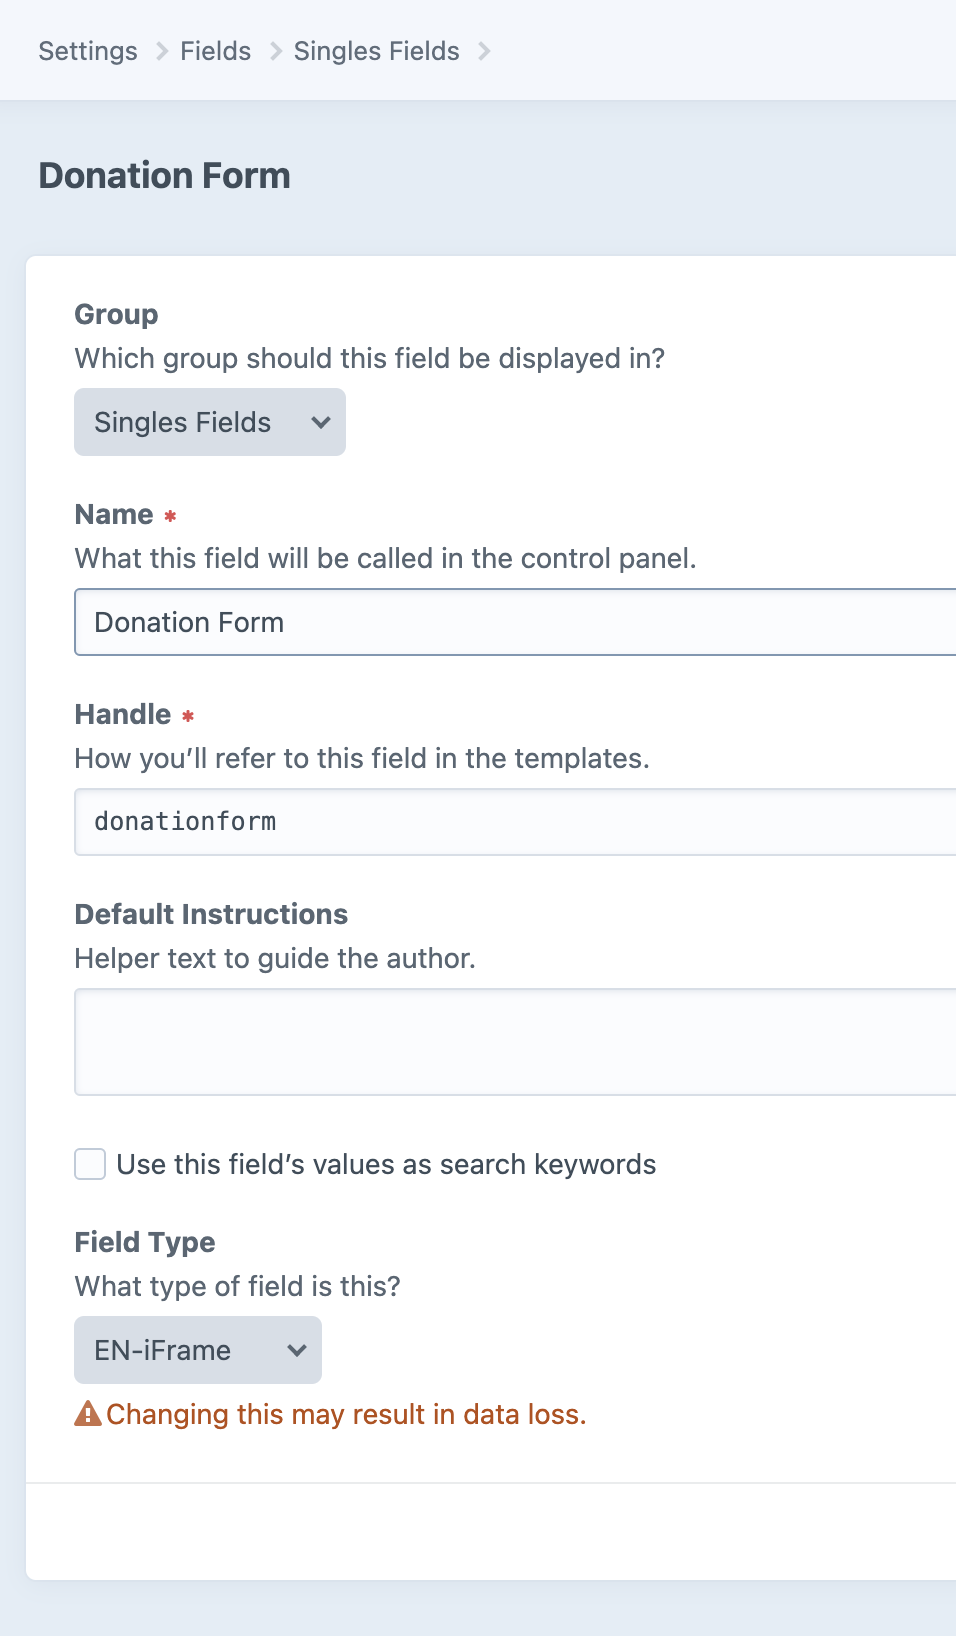 Settings Fields Singles Fields
Donation Form
Group
Which group should this field be displayed in?
Singles Fields
Name *
What this field will be called in the control panel.
Donation Form
Handle *
How you’ll refer to this field in the templates.
donationform
Default Instructions
Helper text to guide the author.
Use this field’s values as search keywords
Field Type
What type of field is this?
EN-iFrame
Changing this may result in data loss.